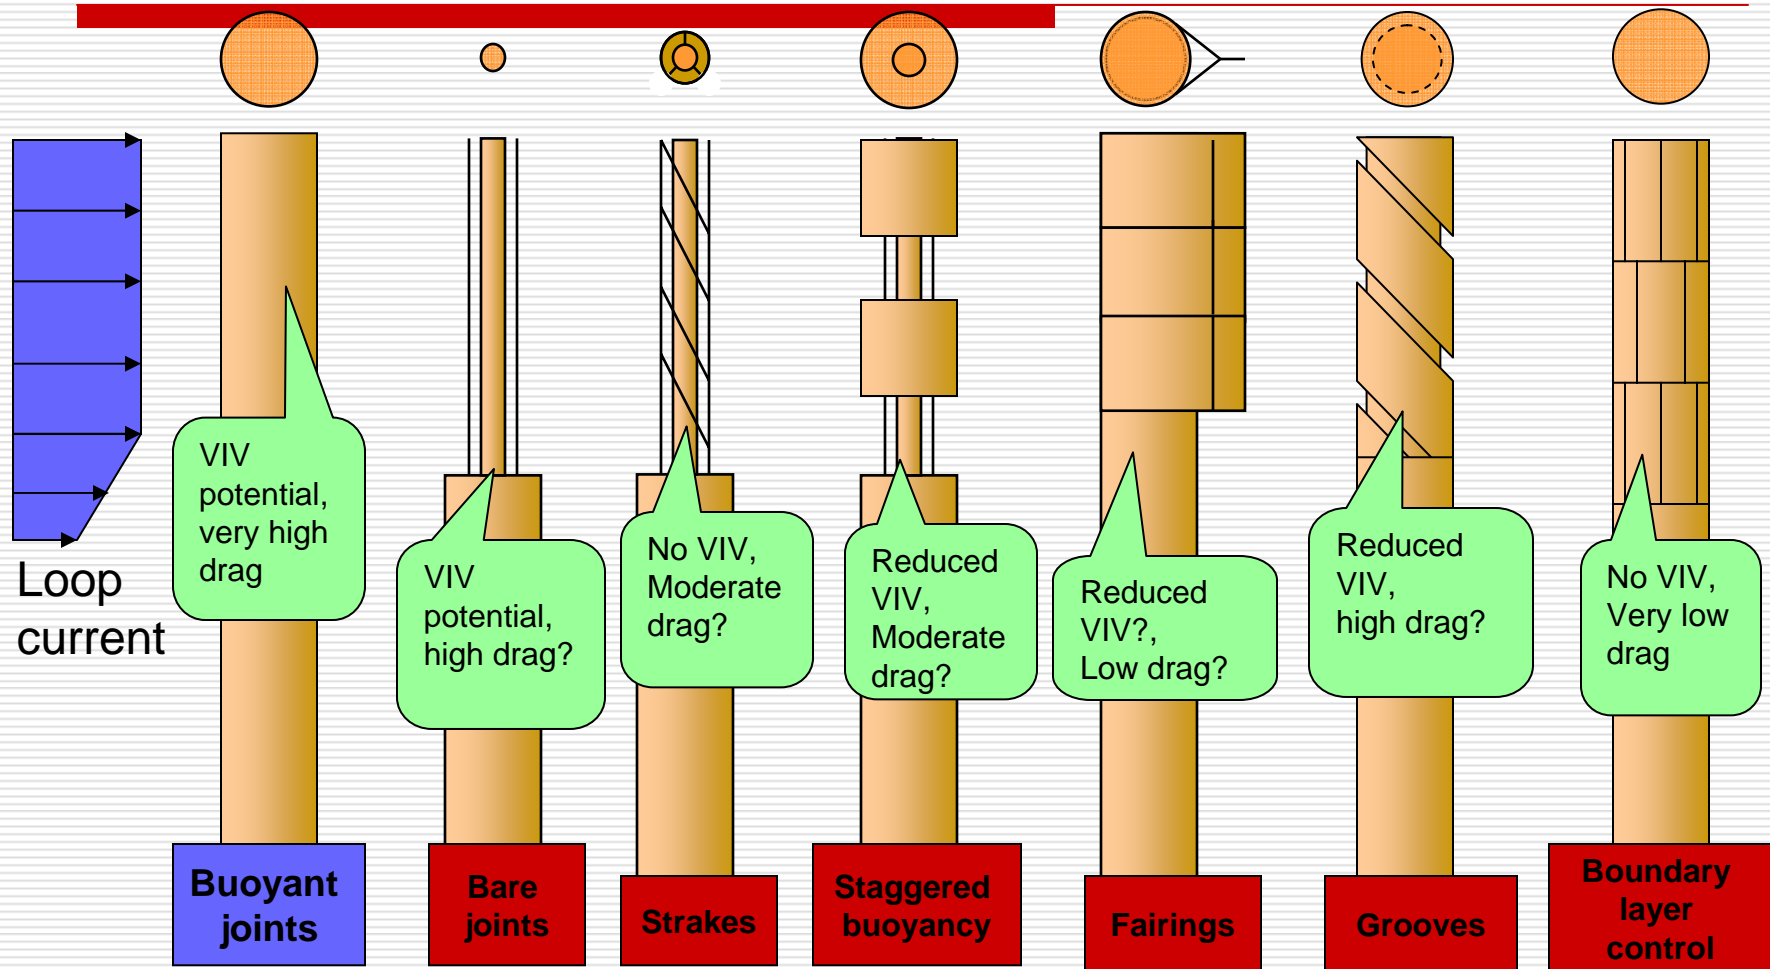 Loop
current
VIV
potential,
very high
drag
VIV
potential,
high drag?
No VIV,
Moderate
drag?
Reduced
VIV,
Moderate
drag?
Reduced
VIV?,
Low drag?
Reduced
VIV,
high drag?
No VIV,
Very low
drag
Buoyant
joints
Bare
joints
Strakes
Staggered
buoyancy
Fairings
Grooves
Boundary
layer
control